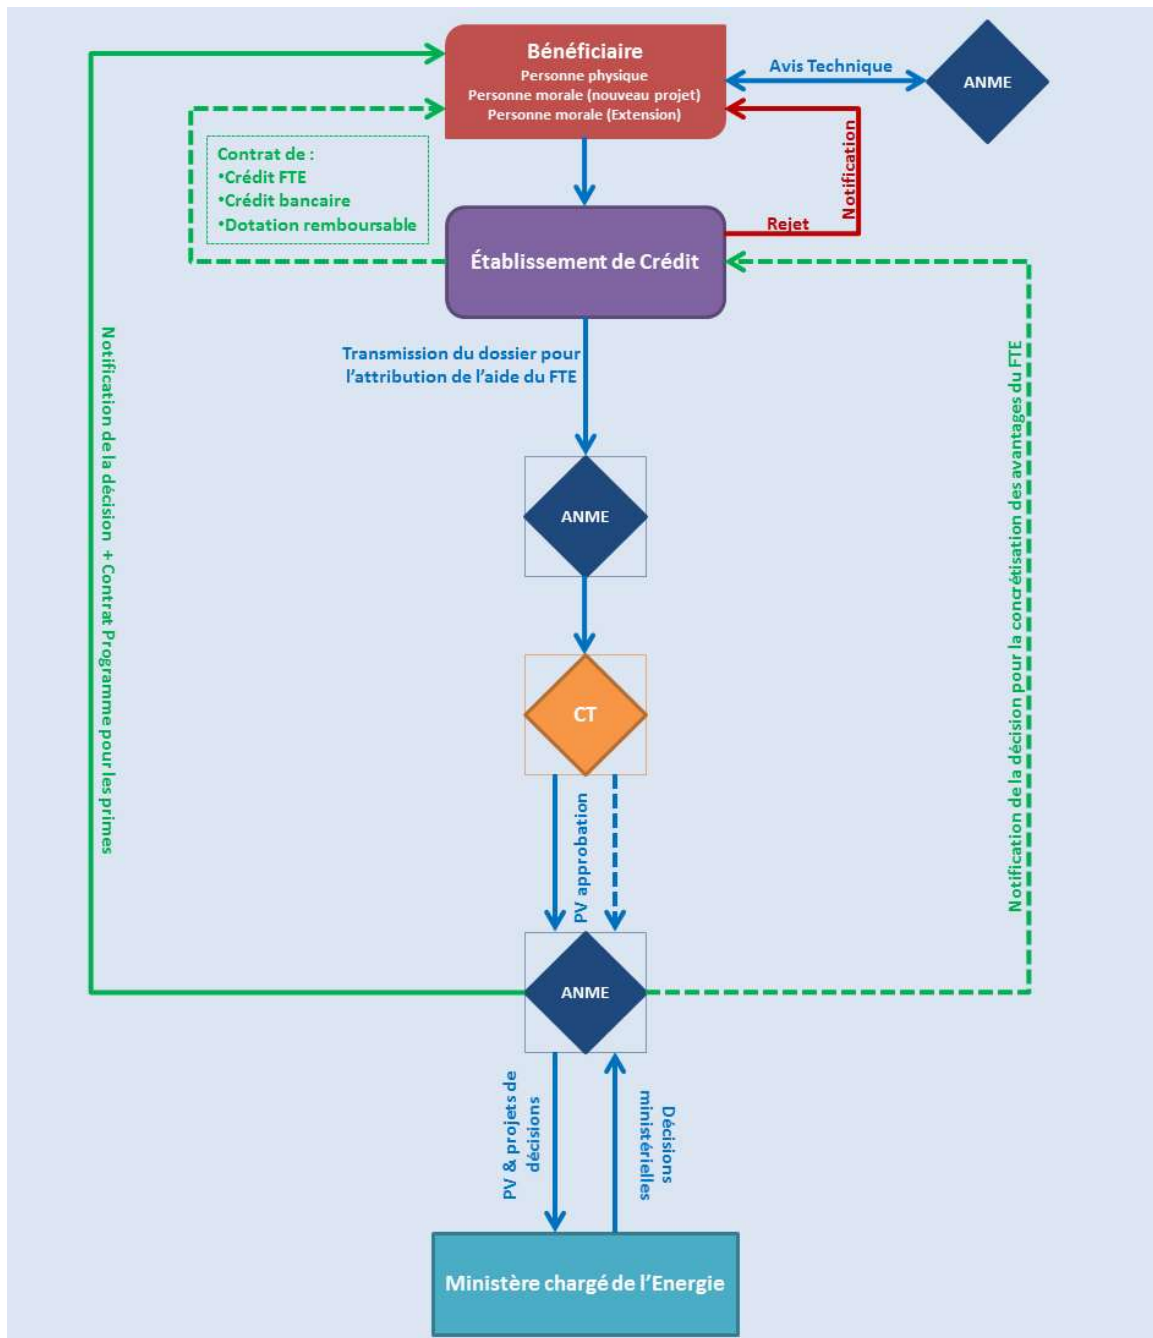 Bénéficiaire
Personne physique
Personne morale (nouveau projet)
Personne morale (Extension)
Avis Technique
ANME
Contrat de :
•Crédit FTE
•Crédit bancaire
•Dotation remboursable
Notification
Rejet
Établissement de Crédit
Transmission du dossier pour
l'attribution de l'aide du FTE
Notification de la décision + Contrat Programme pour les primes
Notification de la décision pour la concrétisation des avantages du FTE
ANME
CT
PV approbation
ANME
PV & projets de
décisions
Décisions
ministérielles
Ministère chargé de l'Energie